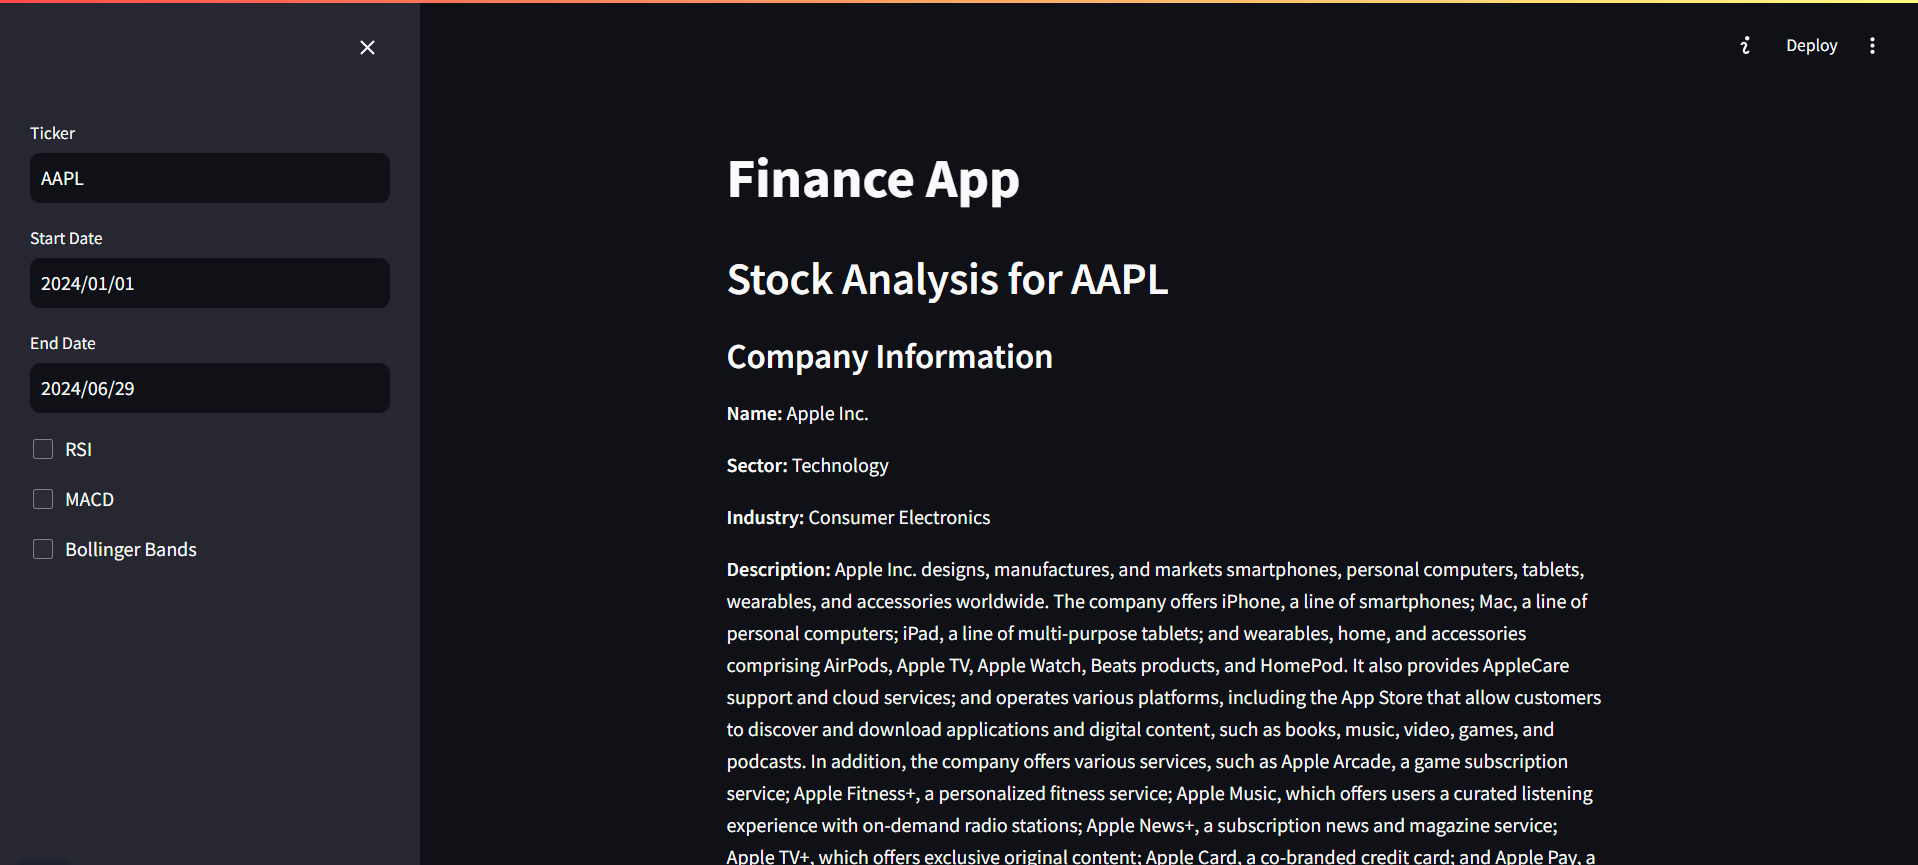 Deploy
Ticker
AAPL
Start Date
2024/01/01
End Date
2024/06/29
RSI
MACD
Bollinger Bands
Finance App
Stock Analysis for AAPL
Company Information
Name: Apple Inc.
Sector: Technology
Industry: Consumer Electronics
Description: Apple Inc. designs, manufactures, and markets smartphones, personal computers, tablets,
wearables, and accessories worldwide. The company offers iPhone, a line of smartphones; Mac, a line of
personal computers; iPad, a line of multi-purpose tablets; and wearables, home, and accessories
comprising AirPods, Apple TV, Apple Watch, Beats products, and HomePod. It also provides AppleCare
support and cloud services; and operates various platforms, including the App Store that allow customers
to discover and download applications and digital content, such as books, music, video, games, and
podcasts. In addition, the company offers various services, such as Apple Arcade, a game subscription
service; Apple Fitness+, a personalized fitness service; Apple Music, which offers users a curated listening
experience with on-demand radio stations; Apple News+, a subscription news and magazine service;
Apple TV+, which offers exclusive original content; Apple Card, a co-branded credit card; and Apple Pay, a